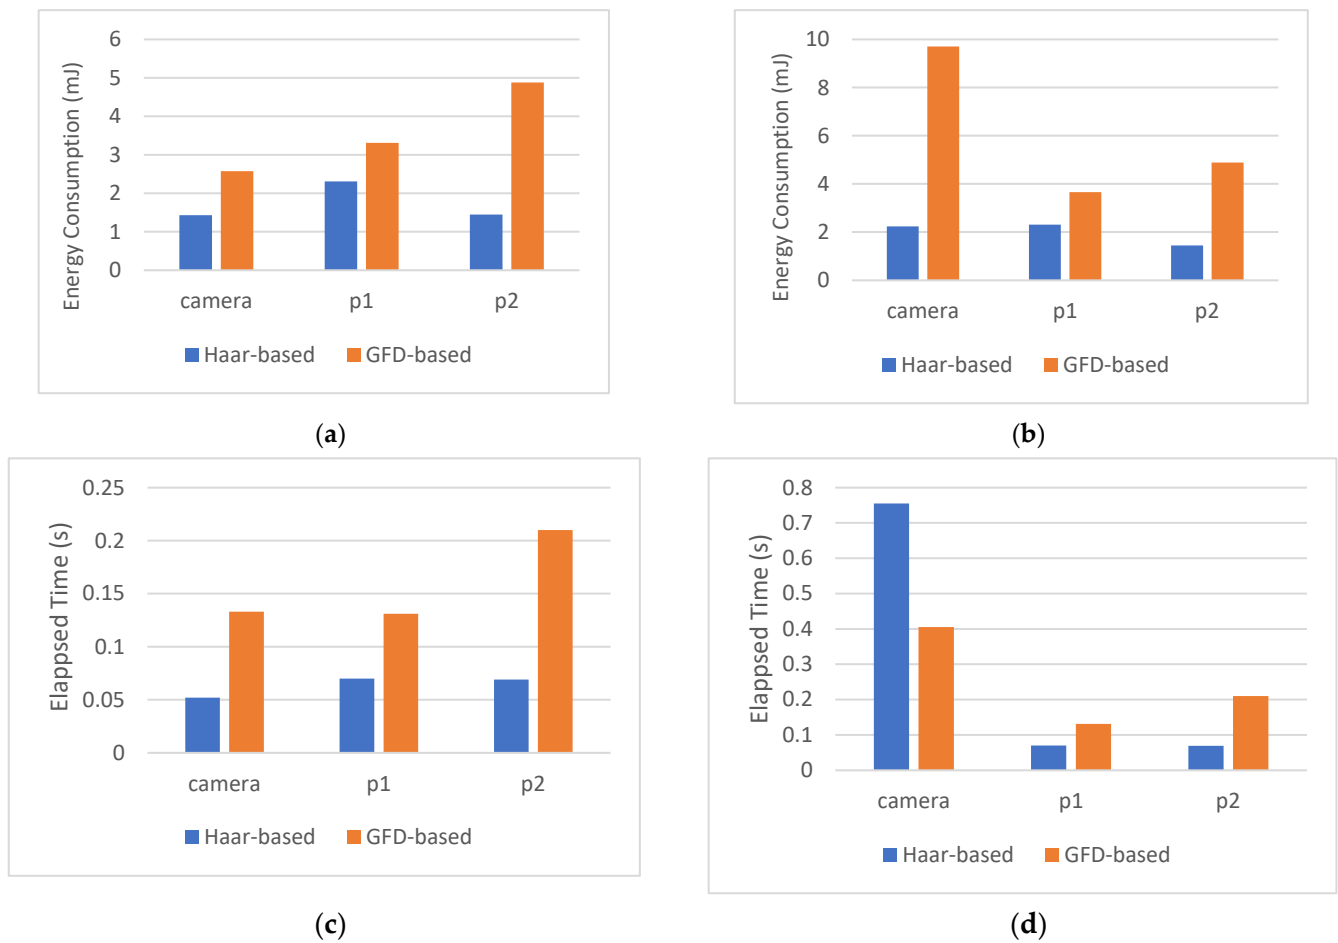 Energy Consumption (mJ)
6
5
4
3
2
1
0
camera p1 p2
Haar-based GFD-based
(a)
Energy Consumption (mJ)
10
8
6
4
2
0
camera p1 p2
Haar-based GFD-based
(b)
Elappsed Time (s)
0.25
0.2
0.15
0.1
0.05
0
camera p1 p2
Haar-based GFD-based
(c)
Elappsed Time (s)
0.8
0.7
0.6
0.5
0.4
0.3
0.2
0.1
0
camera p1 p2
Haar-based GFD-based
(d)